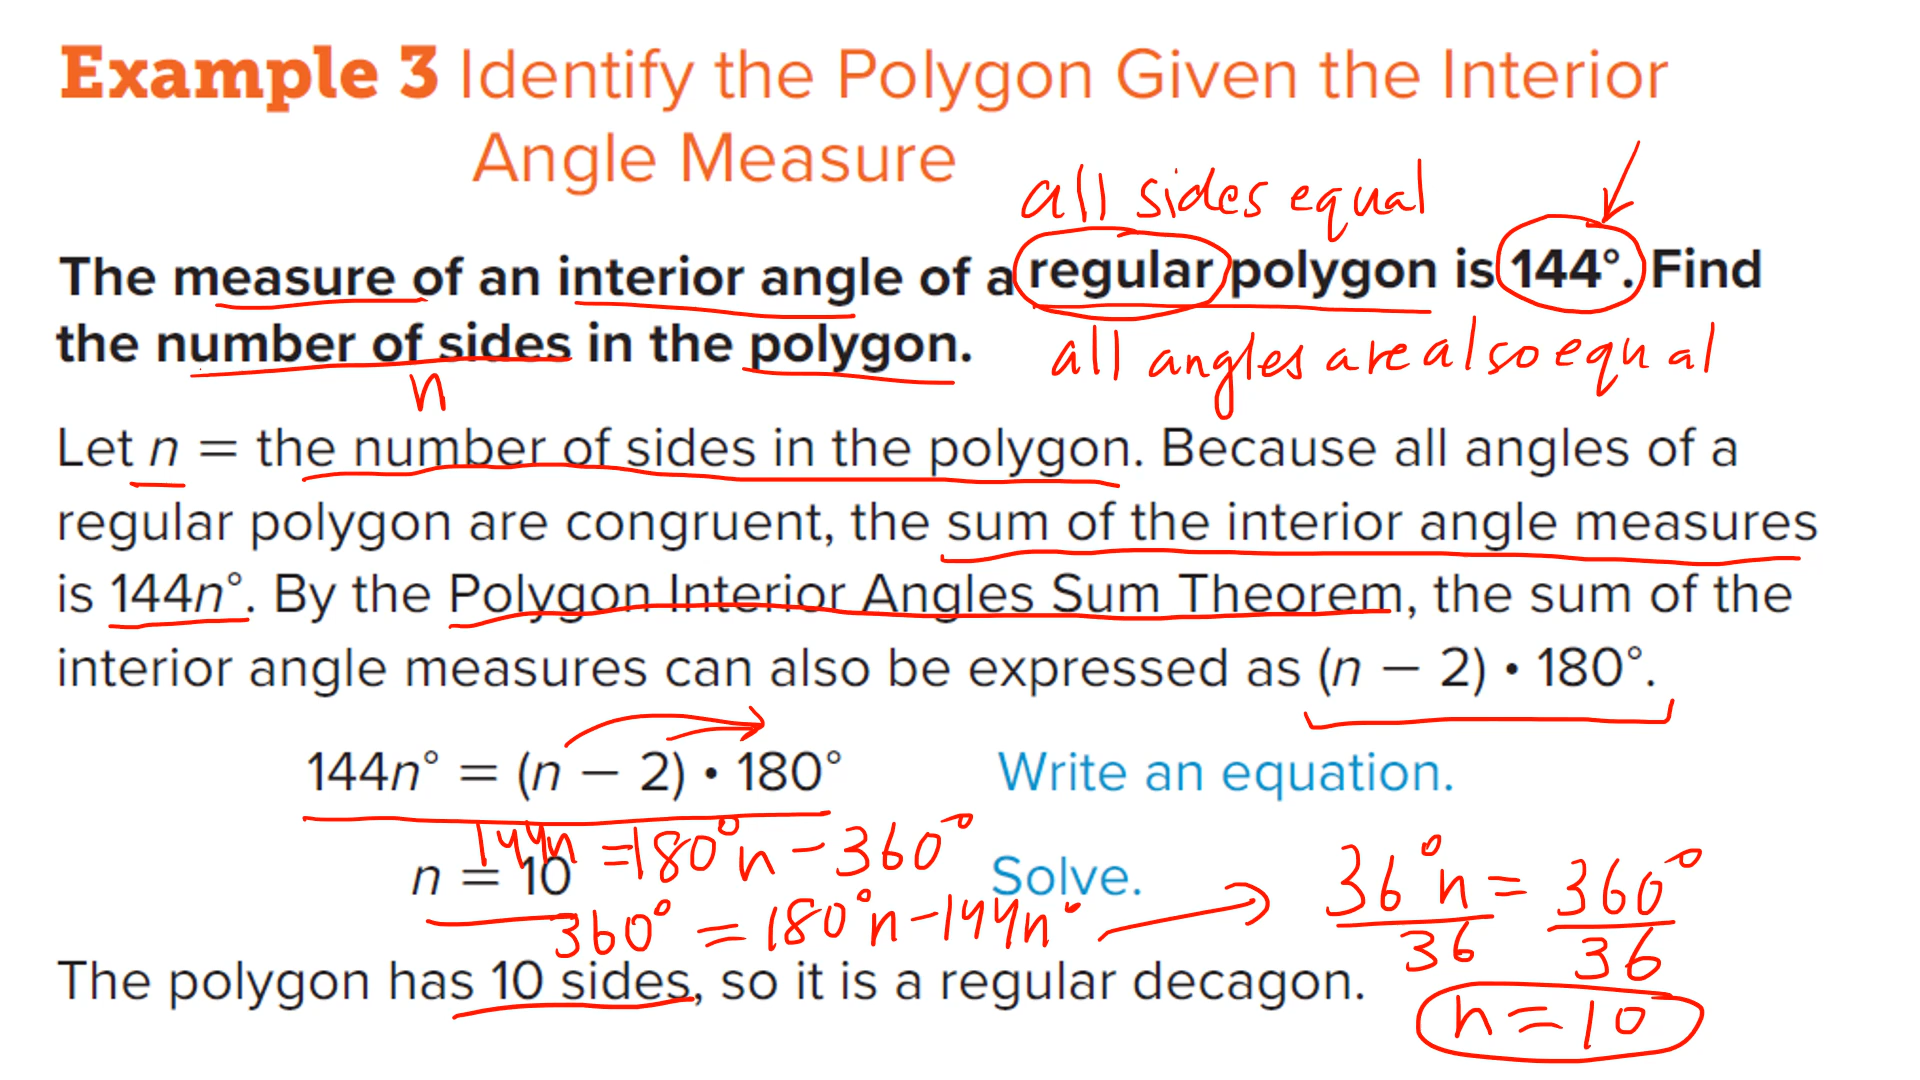 Example 3 Identify the Polygon Given the Interior
Angle Measure
all sides equal
The measure of an interior angle of a regular polygon is 144°. Find
the number of sides in the polygon.
all angles are also equal
n
Let n = the number of sides in the polygon. Because all angles of a
regular polygon are congruent, the sum of the interior angle measures
is 144n°. By the Polygon Interior Angles Sum Theorem, the sum of the
interior angle measures can also be expressed as (n − 2) • 180°.
144n° = (n − 2) • 180° Write an equation.
144n = 180°n − 360°
n = 10 Solve.
360° = 180°n − 144n°
36°n = 360°
36 36
n = 10
The polygon has 10 sides, so it is a regular decagon.